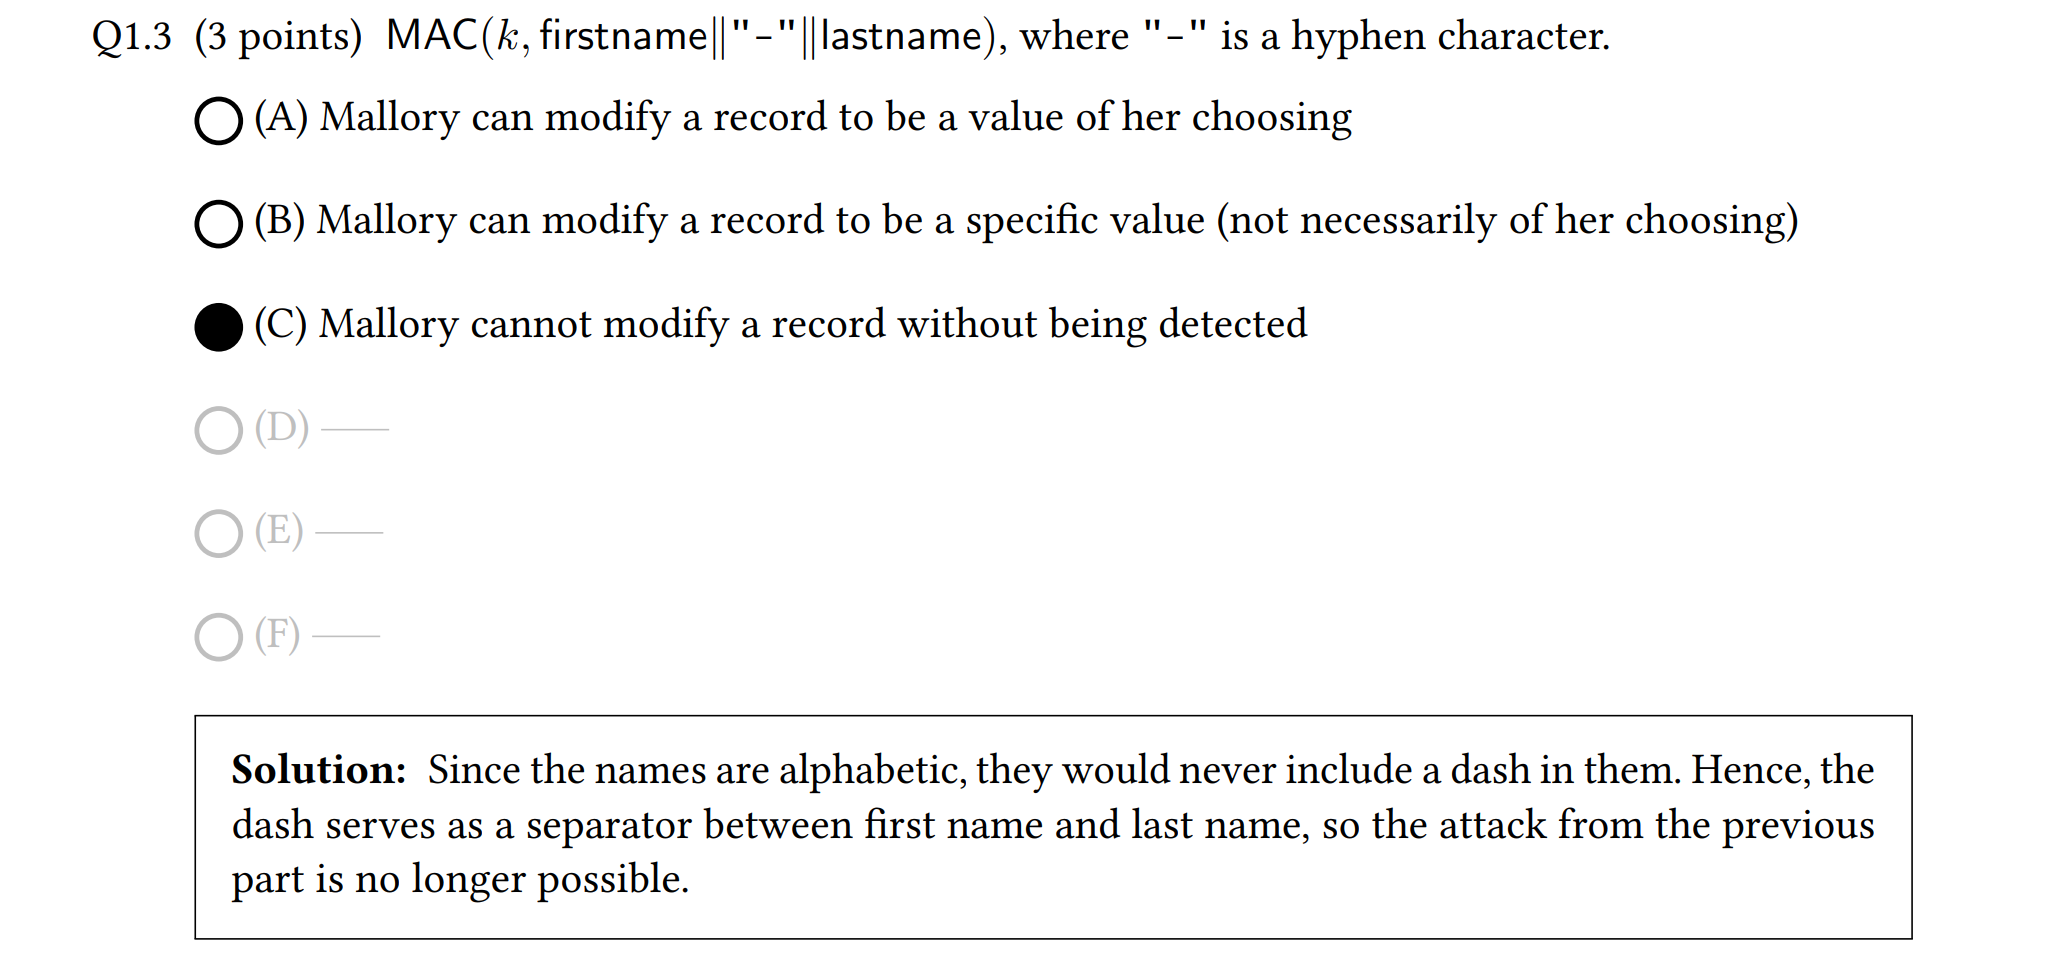 Q1.3 (3 points) MAC(k, firstname||"-"||lastname), where "-" is a hyphen character.
(A) Mallory can modify a record to be a value of her choosing
(B) Mallory can modify a record to be a specific value (not necessarily of her choosing)
(C) Mallory cannot modify a record without being detected
(D) ——
(E) ——
(F) ——
Solution: Since the names are alphabetic, they would never include a dash in them. Hence, the
dash serves as a separator between first name and last name, so the attack from the previous
part is no longer possible.